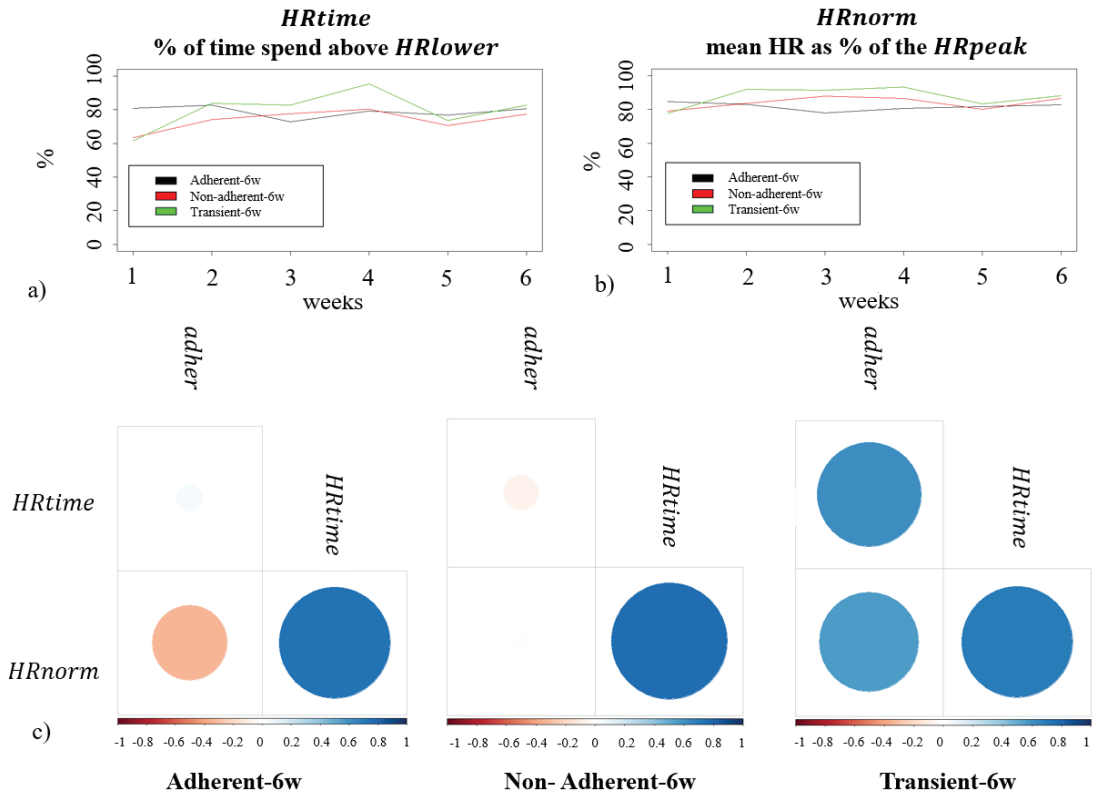 HRtime
% of time spend above HRlower
100
80
60
40
20
0
%
Adherent-6w
Non-adherent-6w
Transient-6w
1 2 3 4 5 6
weeks
a)
HRnorm
mean HR as % of the HRpeak
100
80
60
40
20
0
%
Adherent-6w
Non-adherent-6w
Transient-6w
1 2 3 4 5 6
weeks
b)
adher
adher
adher
HRtime
HRtime
HRtime
HRtime
HRnorm
c)
-1 -0.8 -0.6 -0.4 -0.2 0 0.2 0.4 0.6 0.8 1
-1 -0.8 -0.6 -0.4 -0.2 0 0.2 0.4 0.6 0.8 1
-1 -0.8 -0.6 -0.4 -0.2 0 0.2 0.4 0.6 0.8 1
Adherent-6w
Non- Adherent-6w
Transient-6w